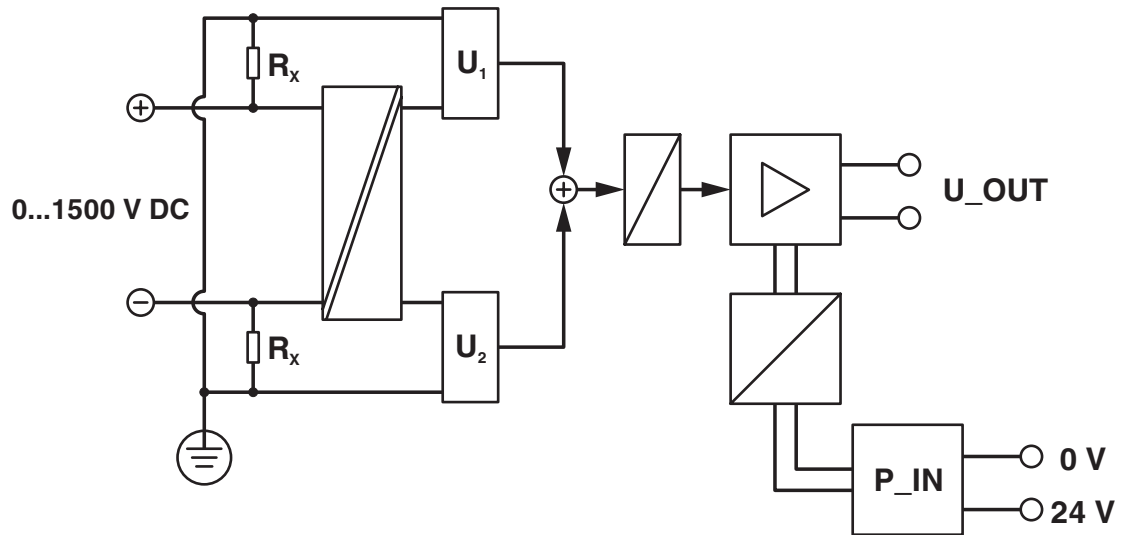 U₁
Rₓ
0...1500 V DC
U_OUT
U₂
Rₓ
P_IN
0 V
24 V